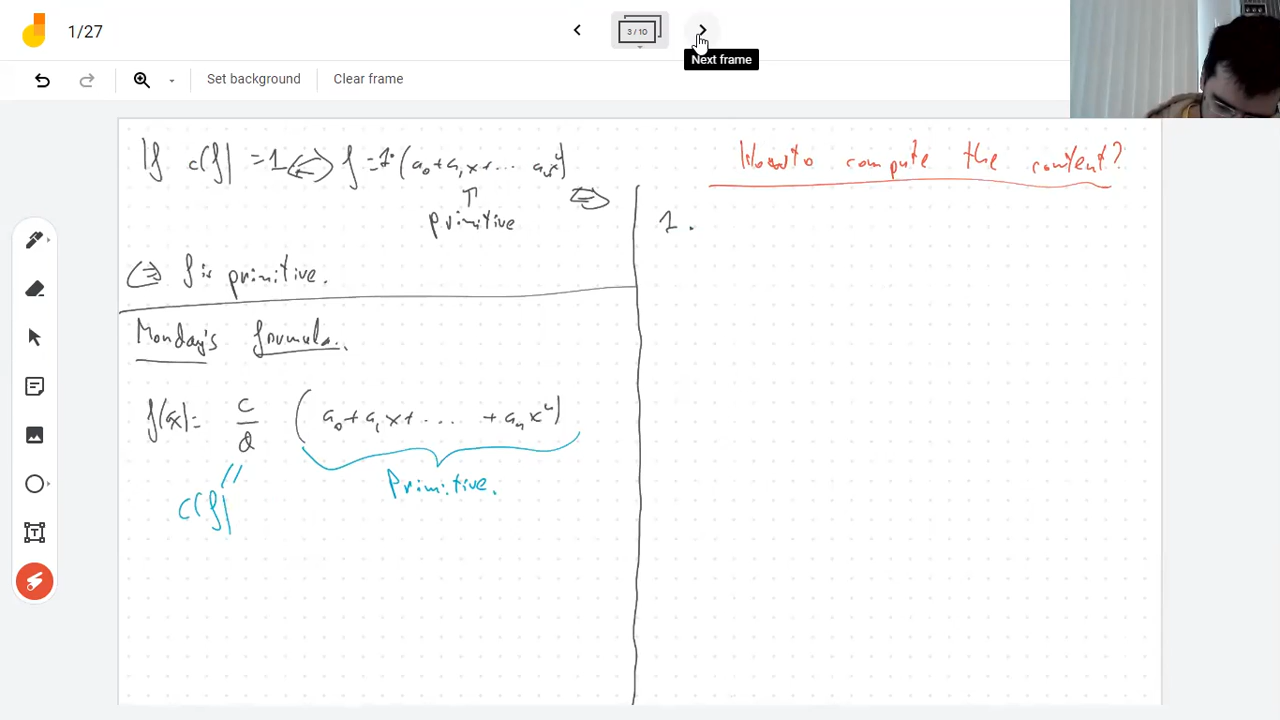 1/27
3 / 10
Next frame
Set background
Clear frame
If c(f) = 1 ⟺ f = 1·(a₀ + a₁x + ... aₙxⁿ) ⟺
↑
primitive
⟺ f is primitive.
Monday's formula.
f(x) = c/d (a₀ + a₁x + .... + aₙxⁿ)
Primitive.
c(f)
How to compute the content?
1.